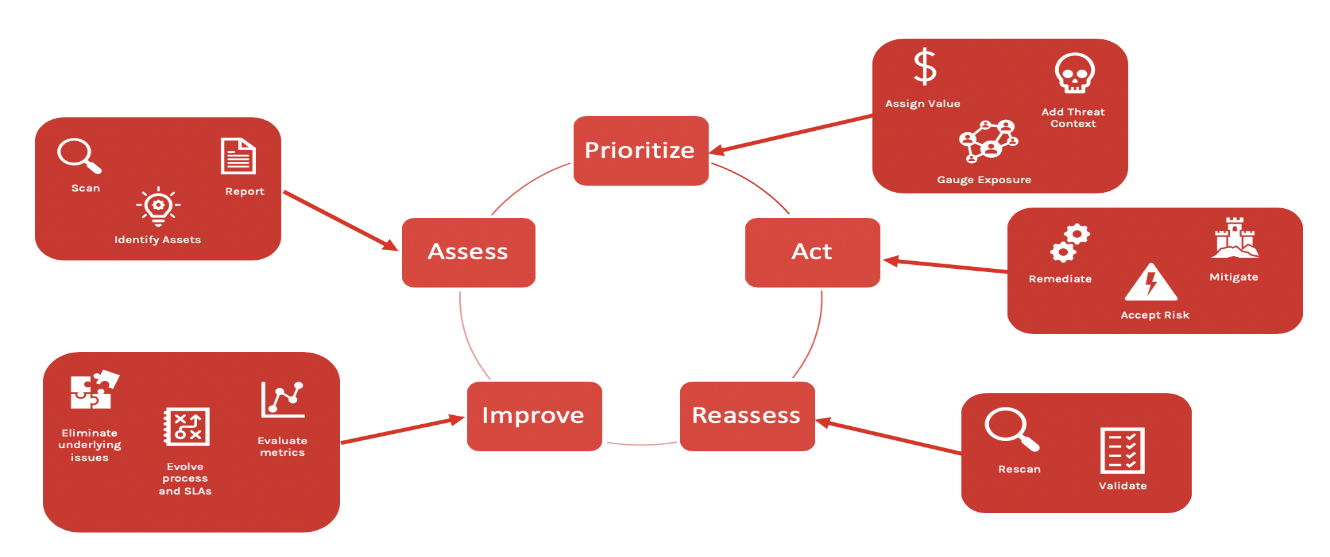 Prioritize
Assign Value
Add Threat
Context
Gauge Exposure
Act
Remediate
Mitigate
Accept Risk
Reassess
Rescan
Validate
Improve
Eliminate
underlying
issues
Evolve
process
and SLAs
Evaluate
metrics
Assess
Scan
Report
Identify Assets